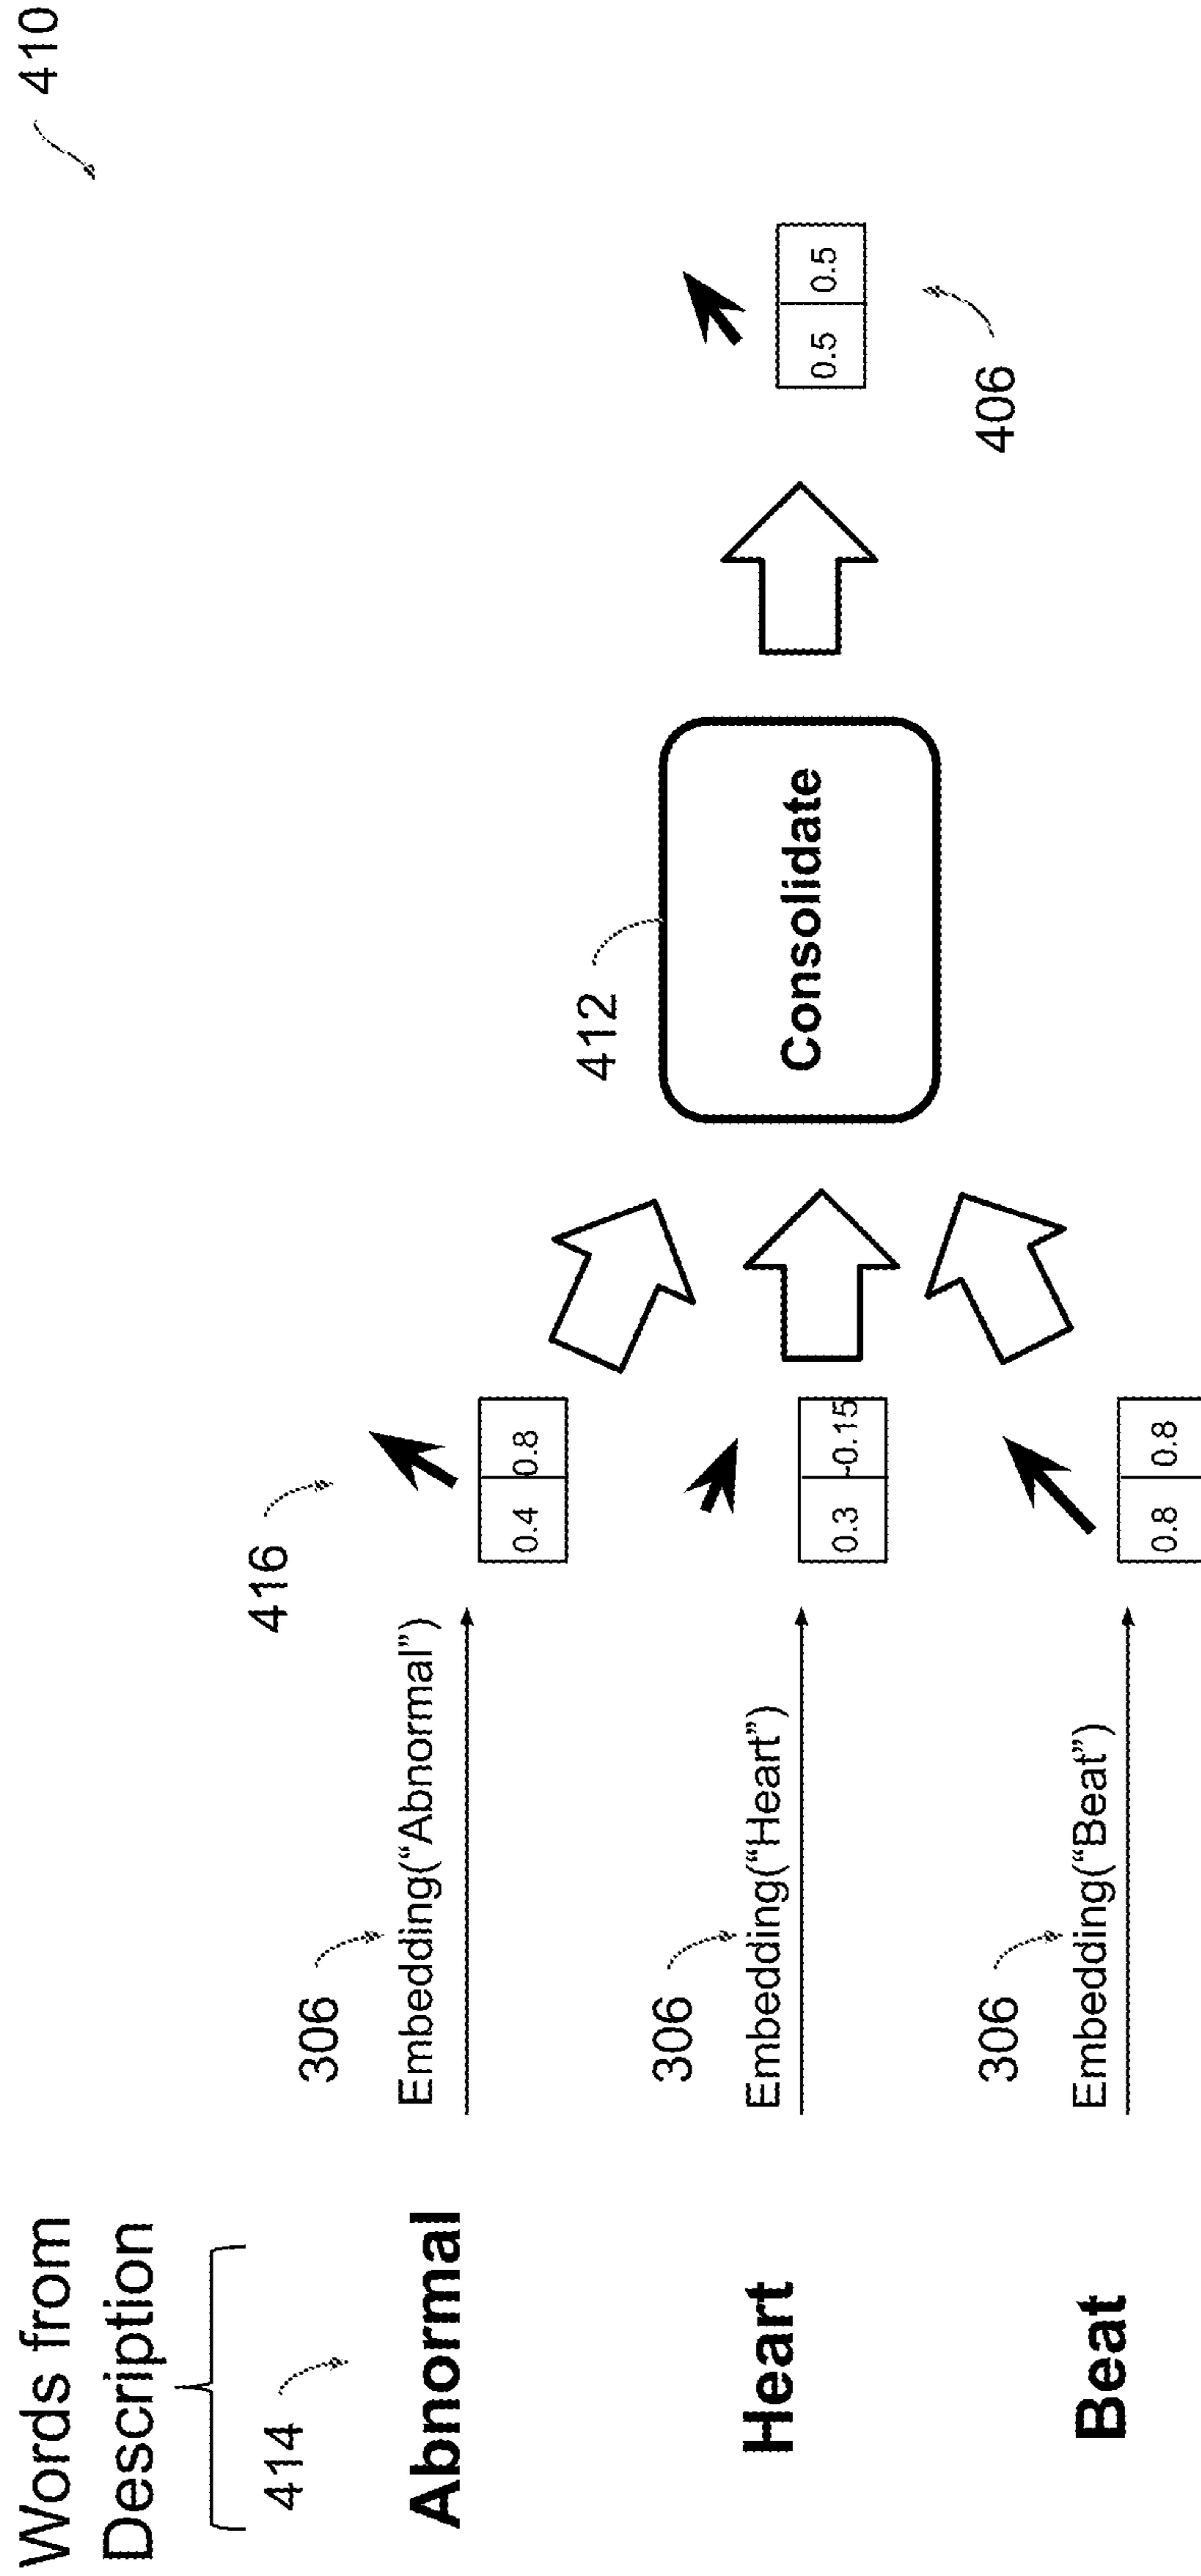 410
Words from
Description
414
416
306
Abnormal
Embedding(“Abnormal”)
0.4 0.8
412
306
Heart
Embedding(“Heart”)
0.3 -0.15
Consolidate
0.5 0.5
406
306
Beat
Embedding(“Beat”)
0.8 0.8